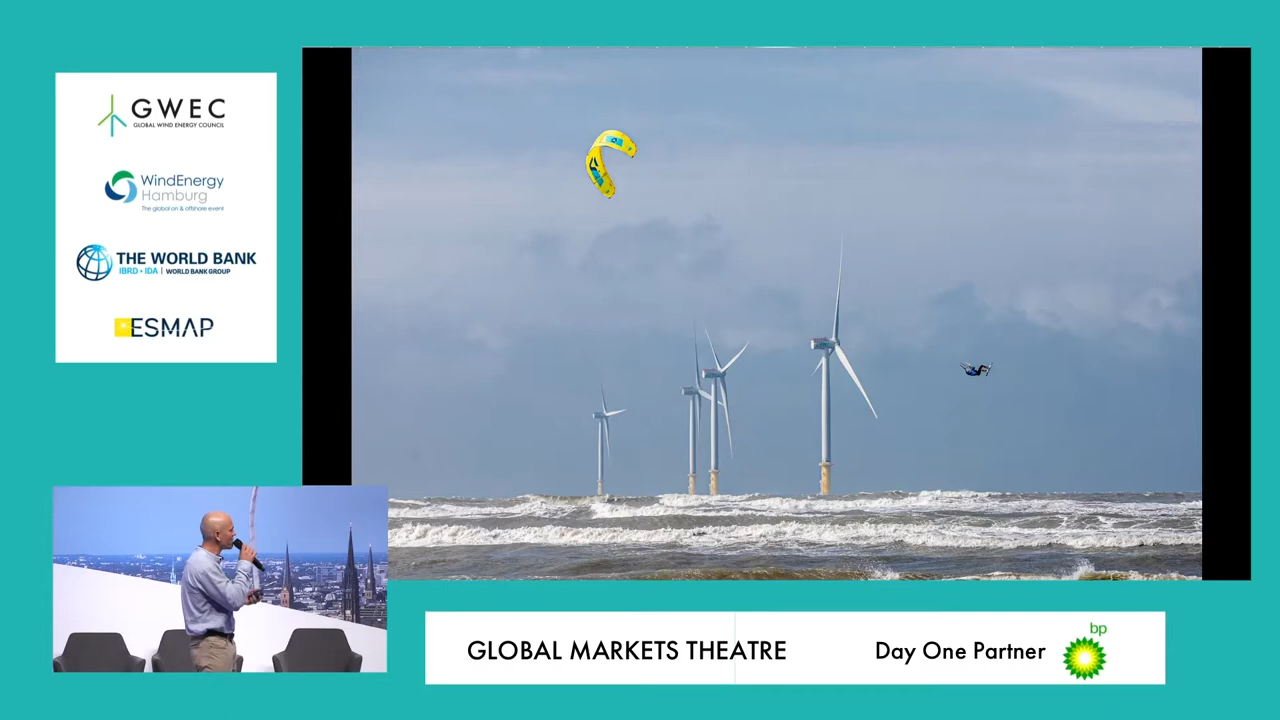 GWEC
GLOBAL WIND ENERGY COUNCIL
WindEnergy
Hamburg
The global on & offshore event
THE WORLD BANK
IBRD • IDA | WORLD BANK GROUP
ESMAP
GLOBAL MARKETS THEATRE
Day One Partner
bp